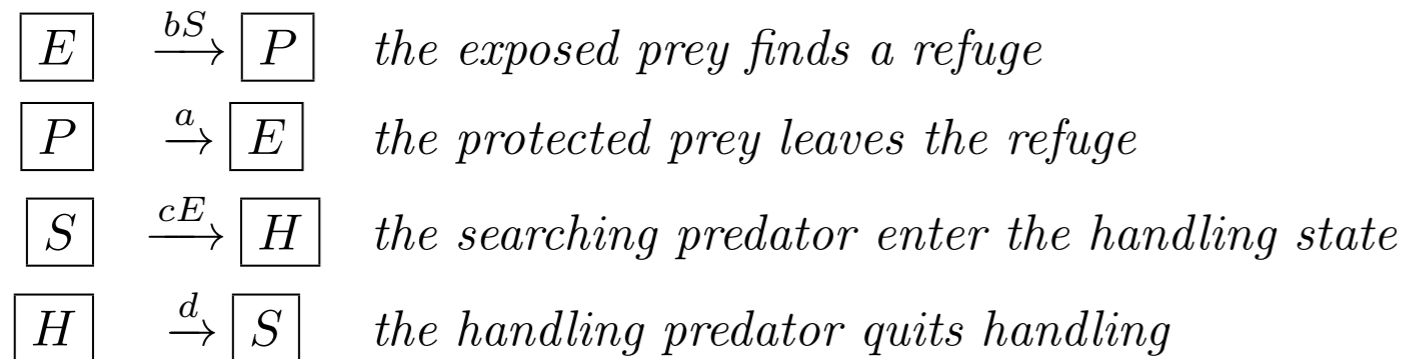 E bS→ P the exposed prey finds a refuge
P a→ E the protected prey leaves the refuge
S cE→ H the searching predator enter the handling state
H d→ S the handling predator quits handling